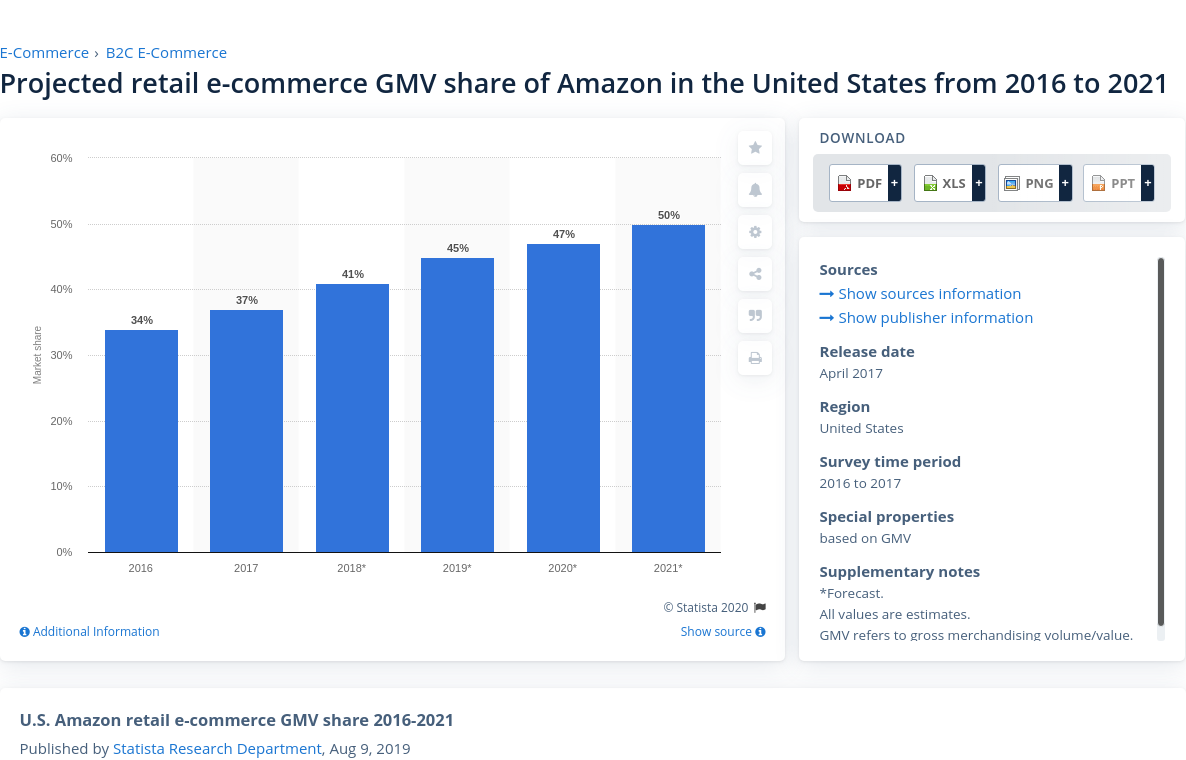 E-Commerce › B2C E-Commerce
Projected retail e-commerce GMV share of Amazon in the United States from 2016 to 2021
60%
50%
40%
30%
20%
10%
0%
Market share
34%
37%
41%
45%
47%
50%
2016
2017
2018*
2019*
2020*
2021*
© Statista 2020
Additional Information
Show source
DOWNLOAD
PDF + XLS + PNG + PPT +
Sources
Show sources information
Show publisher information
Release date
April 2017
Region
United States
Survey time period
2016 to 2017
Special properties
based on GMV
Supplementary notes
*Forecast.
All values are estimates.
GMV refers to gross merchandising volume/value.
U.S. Amazon retail e-commerce GMV share 2016-2021
Published by Statista Research Department, Aug 9, 2019